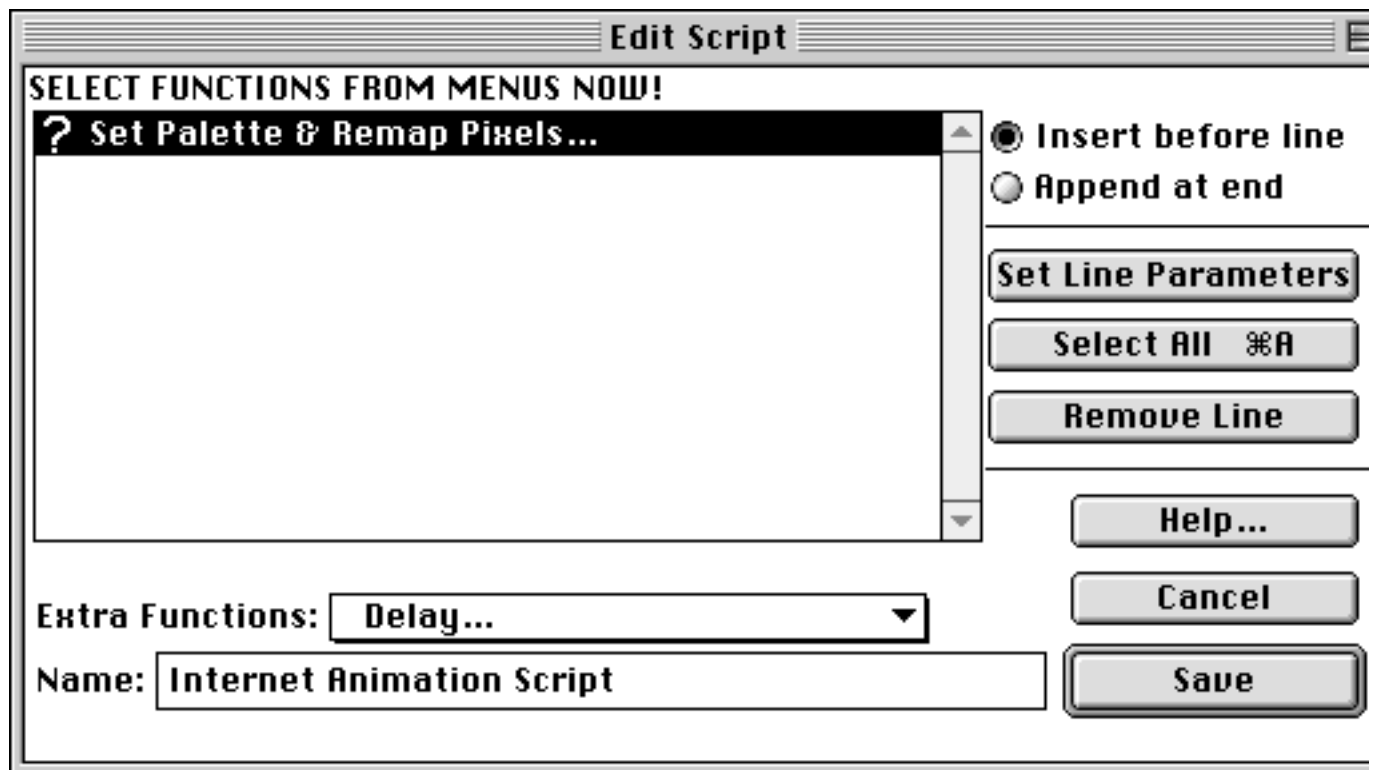 Edit Script
SELECT FUNCTIONS FROM MENUS NOW!
? Set Palette & Remap Pixels...
Insert before line
Append at end
Set Line Parameters
Select All ⌘A
Remove Line
Help...
Cancel
Extra Functions: Delay...
Name: Internet Animation Script
Save